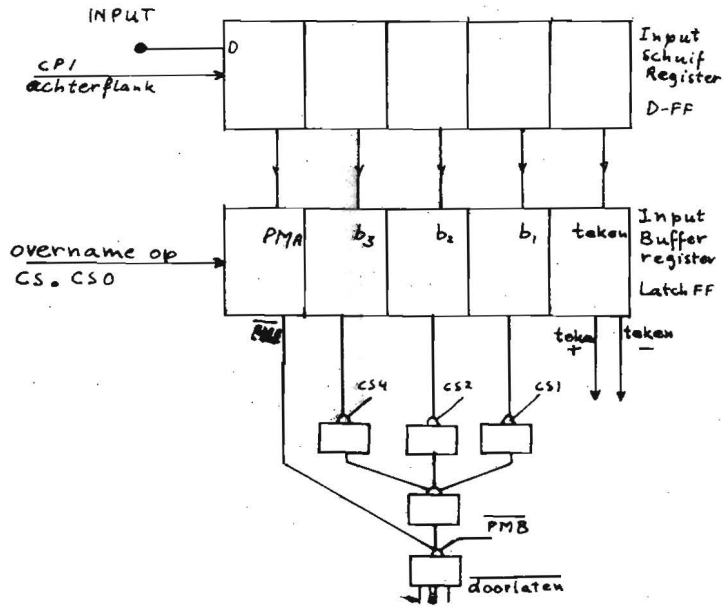 INPUT
D
CP1
achterflank
Input
Schuif
Register
D-FF
PMA
b3
b2
b1
teken
Input
Buffer
register
Latch FF
overname op
CS. CSO
teken
+
teken
-
CS4
CS2
CS1
PMB
doorlaten